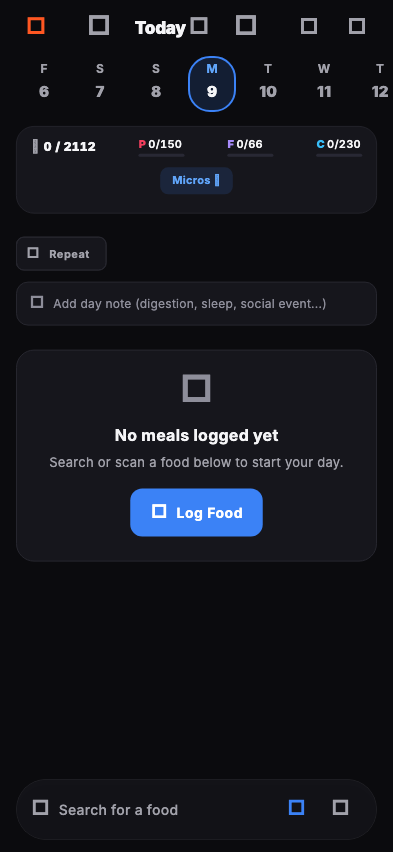 Today
F S S M T W T
6 7 8 9 10 11 12
0 / 2112 P 0/150 F 0/66 C 0/230
Micros
Repeat
Add day note (digestion, sleep, social event...)
No meals logged yet
Search or scan a food below to start your day.
Log Food
Search for a food